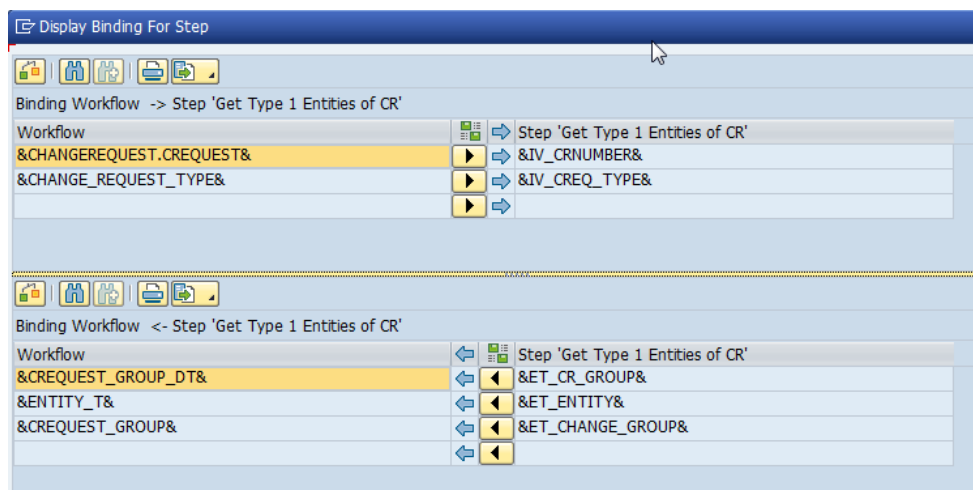 Display Binding For Step
Binding Workflow -> Step 'Get Type 1 Entities of CR'
Workflow Step 'Get Type 1 Entities of CR'
&CHANGEREQUEST.CREQUEST& &IV_CRNUMBER&
&CHANGE_REQUEST_TYPE& &IV_CREQ_TYPE&
Binding Workflow <- Step 'Get Type 1 Entities of CR'
Workflow Step 'Get Type 1 Entities of CR'
&CREQUEST_GROUP_DT& &ET_CR_GROUP&
&ENTITY_T& &ET_ENTITY&
&CREQUEST_GROUP& &ET_CHANGE_GROUP&